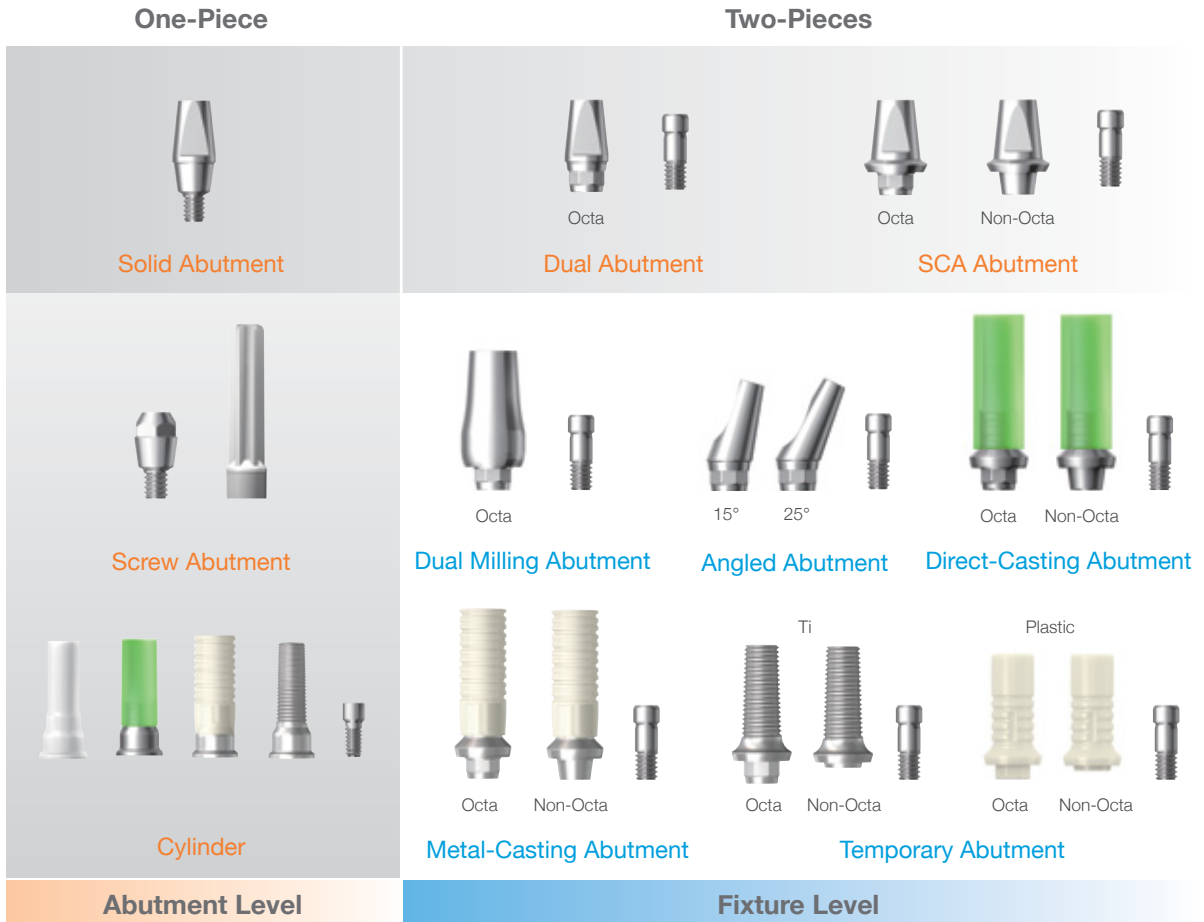 One-Piece
Two-Pieces
Octa
Octa
Non-Octa
Solid Abutment
Dual Abutment
SCA Abutment
Octa
15°
25°
Octa
Non-Octa
Screw Abutment
Dual Milling Abutment
Angled Abutment
Direct-Casting Abutment
Ti
Plastic
Octa
Non-Octa
Octa
Non-Octa
Octa
Non-Octa
Cylinder
Metal-Casting Abutment
Temporary Abutment
Abutment Level
Fixture Level